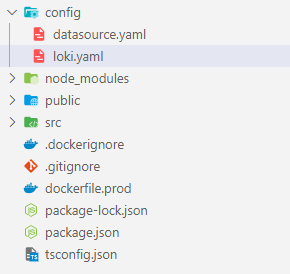 config
datasource.yaml
loki.yaml
node_modules
public
src
.dockerignore
.gitignore
dockerfile.prod
package-lock.json
package.json
TS tsconfig.json